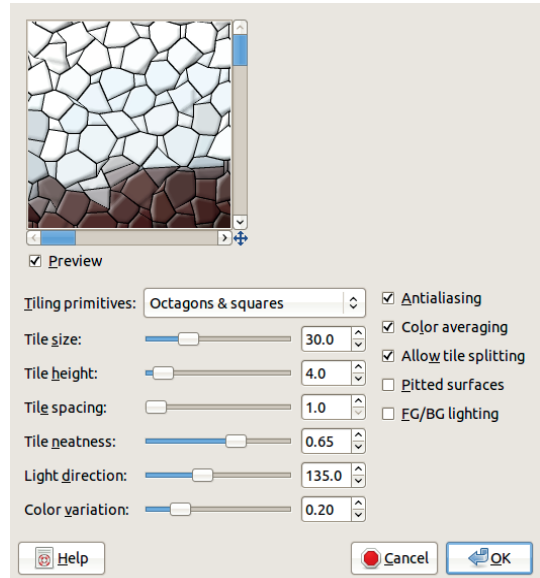 Preview
Tiling primitives: Octagons & squares
Tile size: 30.0
Tile height: 4.0
Tile spacing: 1.0
Tile neatness: 0.65
Light direction: 135.0
Color variation: 0.20
Antialiasing
Color averaging
Allow tile splitting
Pitted surfaces
FG/BG lighting
Help
Cancel
OK